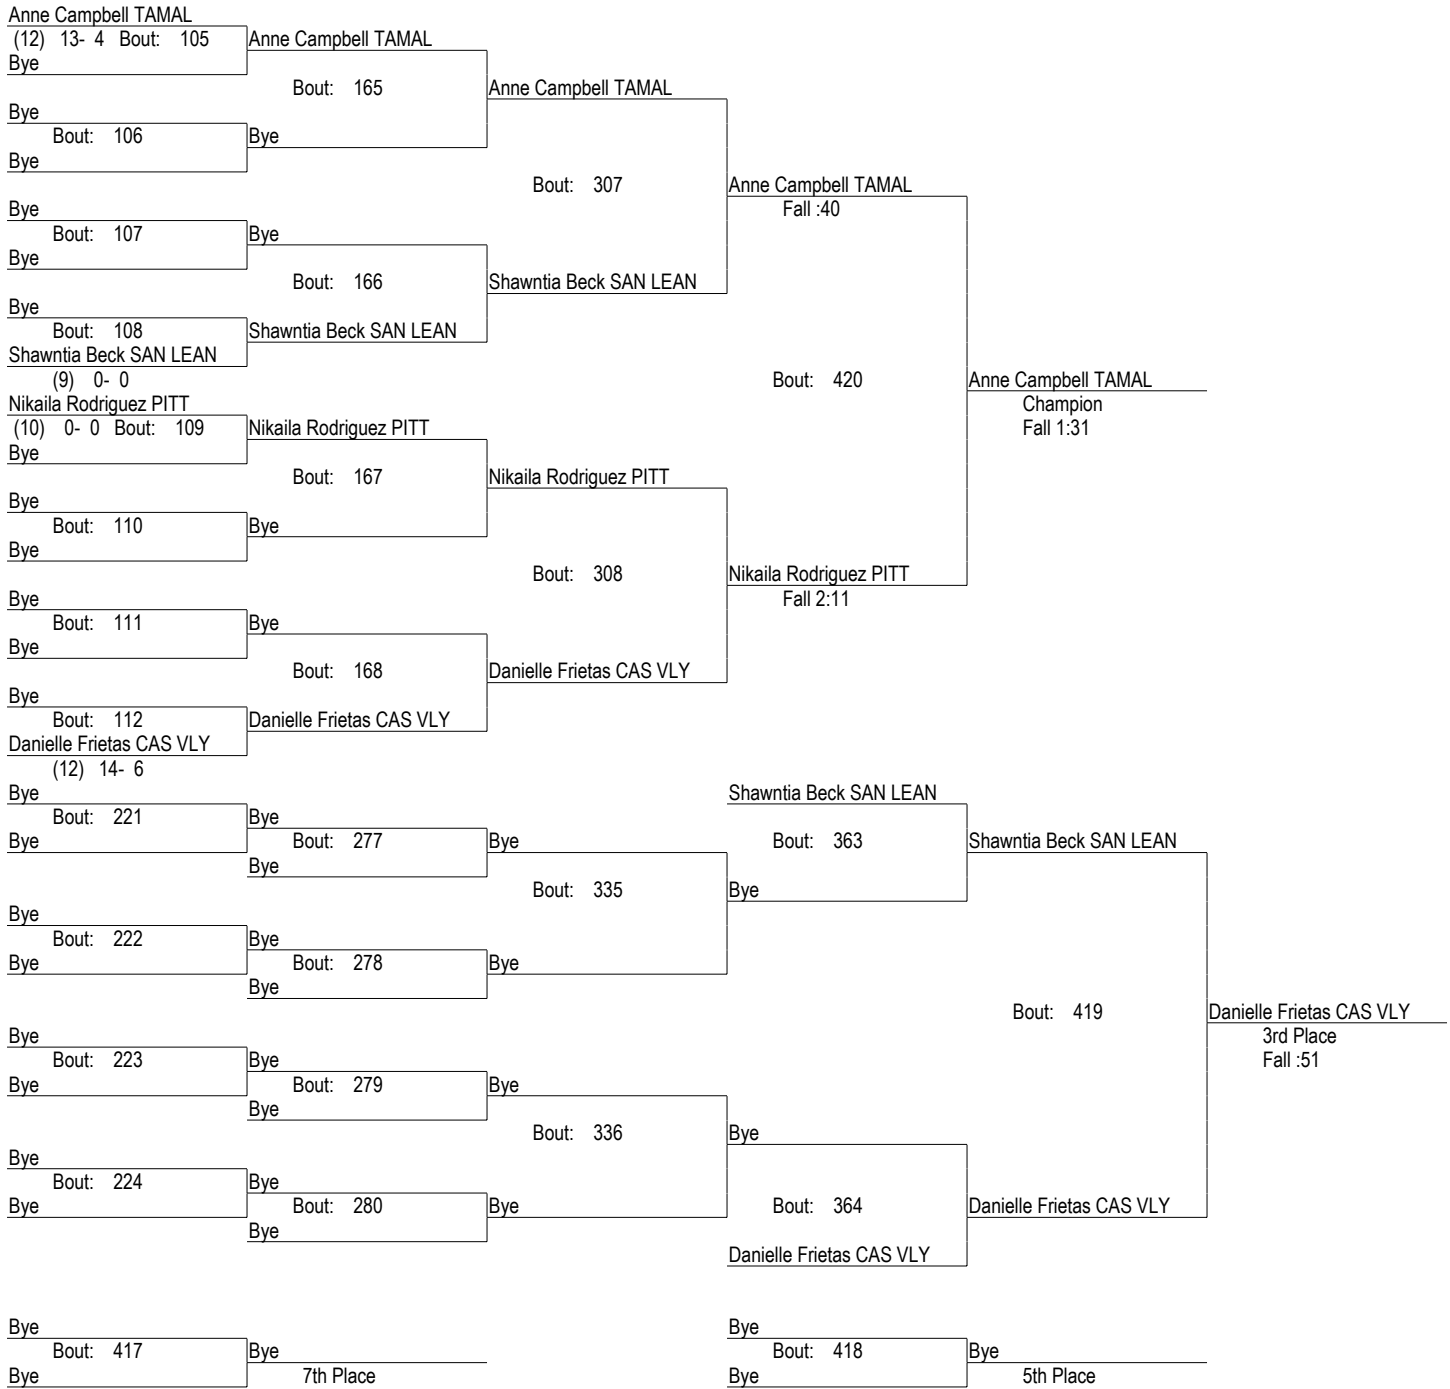 Anne Campbell TAMAL
(12) 13- 4 Bout: 105 Anne Campbell TAMAL
Bye
Bout: 165 Anne Campbell TAMAL
Bye
Bout: 106 Bye
Bye
Bout: 307 Anne Campbell TAMAL
Bye Fall :40
Bout: 107 Bye
Bye
Bout: 166 Shawntia Beck SAN LEAN
Bye
Bout: 108 Shawntia Beck SAN LEAN
Shawntia Beck SAN LEAN
(9) 0- 0 Bout: 420 Anne Campbell TAMAL
Nikaila Rodriguez PITT Champion
(10) 0- 0 Bout: 109 Nikaila Rodriguez PITT Fall 1:31
Bye
Bout: 167 Nikaila Rodriguez PITT
Bye
Bout: 110 Bye
Bye
Bout: 308 Nikaila Rodriguez PITT
Bye Fall 2:11
Bout: 111 Bye
Bye
Bout: 168 Danielle Frietas CAS VLY
Bye
Bout: 112 Danielle Frietas CAS VLY
Danielle Frietas CAS VLY
(12) 14- 6
Bye Shawntia Beck SAN LEAN
Bout: 221 Bye
Bye Bout: 277 Bye Bout: 363 Shawntia Beck SAN LEAN
Bye
Bout: 335 Bye
Bye
Bout: 222 Bye
Bye Bout: 278 Bye
Bye
Bout: 419 Danielle Frietas CAS VLY
Bye 3rd Place
Bout: 223 Bye Fall :51
Bye Bout: 279 Bye
Bye
Bout: 336 Bye
Bye
Bout: 224 Bye
Bye Bout: 280 Bye Bout: 364 Danielle Frietas CAS VLY
Bye
Danielle Frietas CAS VLY
Bye Bye
Bout: 417 Bye Bout: 418 Bye
Bye 7th Place Bye 5th Place